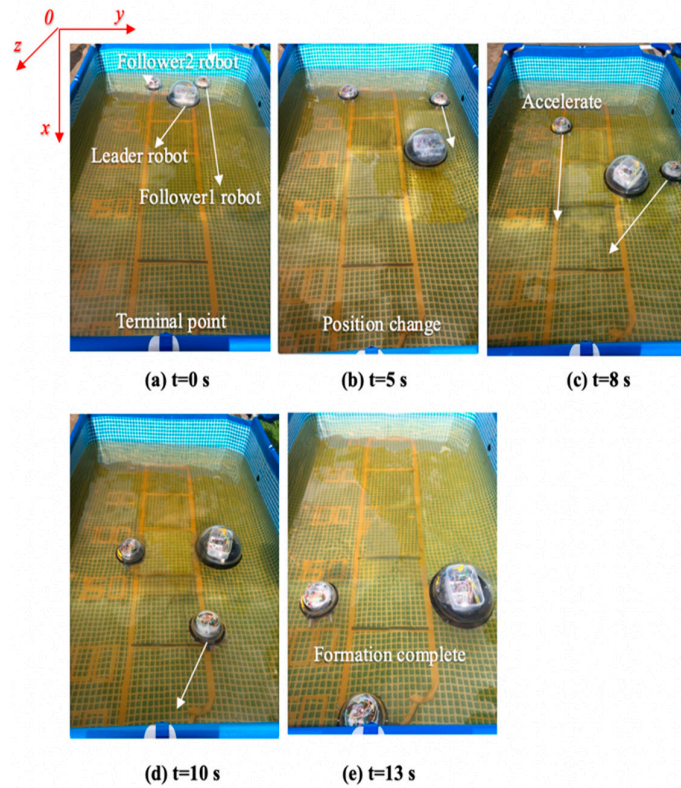 0
y
z
x
Follower2 robot
Leader robot
Follower1 robot
Terminal point
Position change
Accelerate
(a) t=0 s
(b) t=5 s
(c) t=8 s
Formation complete
(d) t=10 s
(e) t=13 s